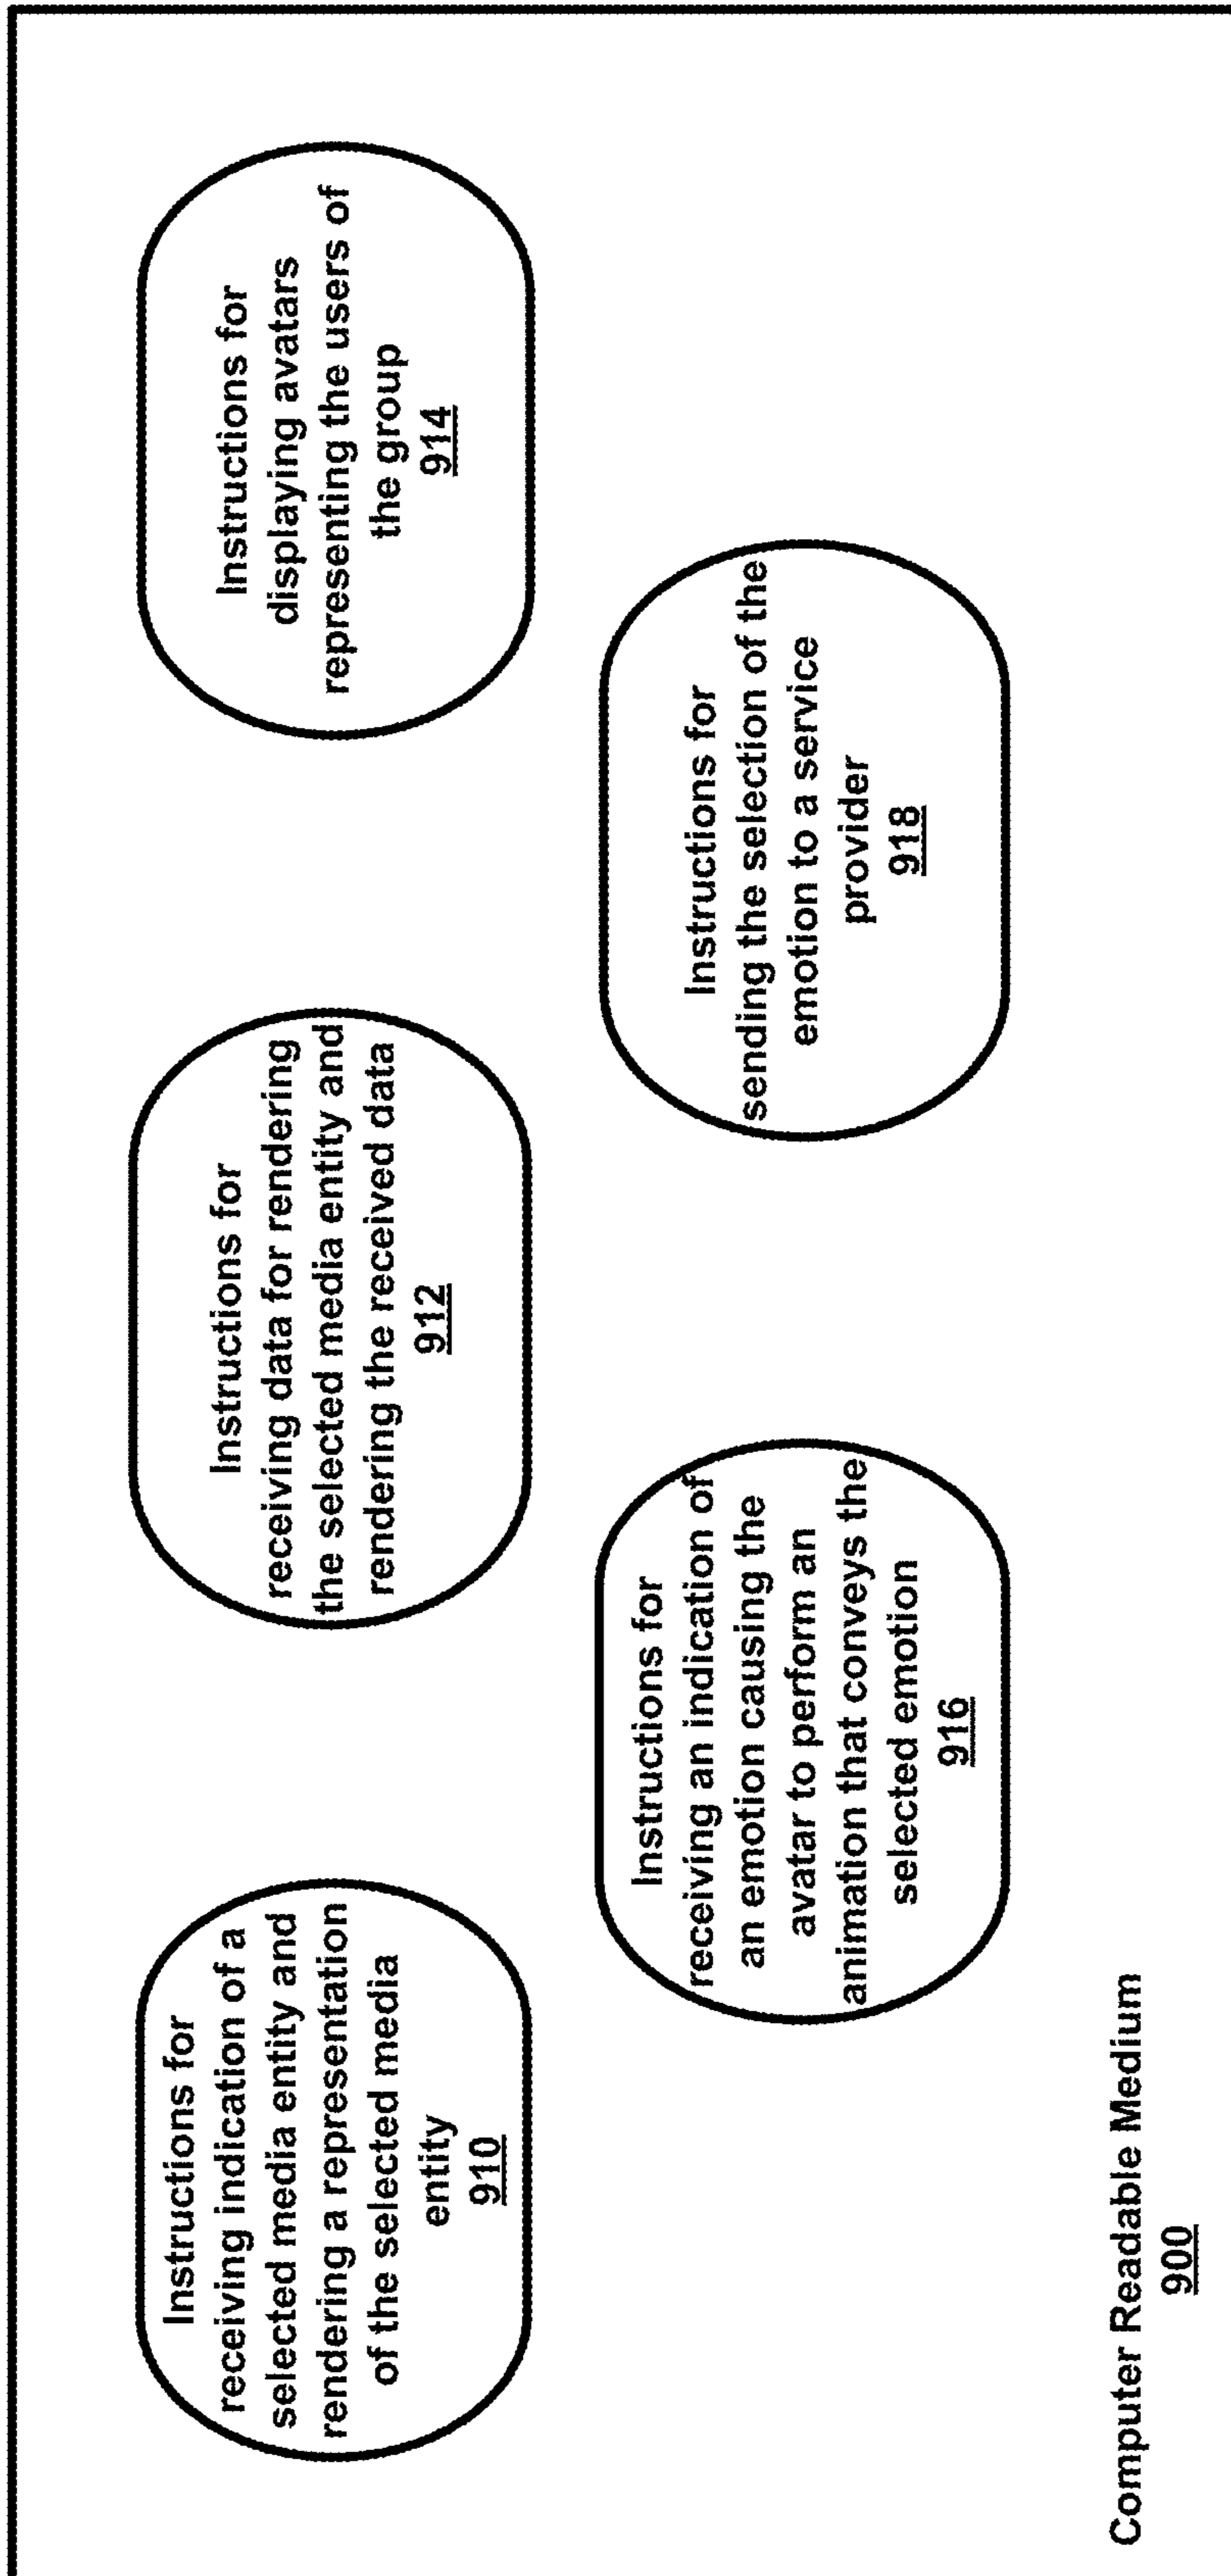 Instructions for
receiving indication of a
selected media entity and
rendering a representation
of the selected media
entity
910
Instructions for
receiving data for rendering
the selected media entity and
rendering the received data
912
Instructions for
displaying avatars
representing the users of
the group
914
Instructions for
receiving an indication of
an emotion causing the
avatar to perform an
animation that conveys the
selected emotion
916
Instructions for
sending the selection of the
emotion to a service
provider
918
Computer Readable Medium
900